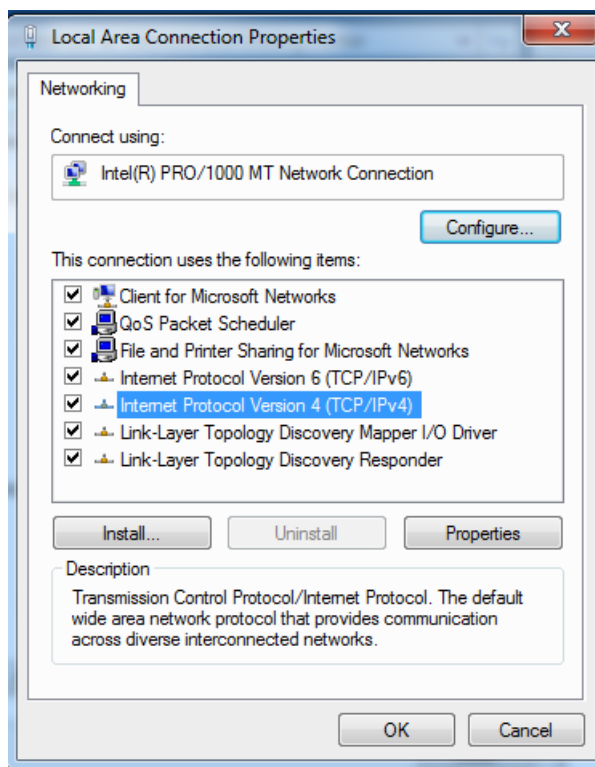 Local Area Connection Properties
Networking
Connect using:
Intel(R) PRO/1000 MT Network Connection
Configure...
This connection uses the following items:
Client for Microsoft Networks
QoS Packet Scheduler
File and Printer Sharing for Microsoft Networks
Internet Protocol Version 6 (TCP/IPv6)
Internet Protocol Version 4 (TCP/IPv4)
Link-Layer Topology Discovery Mapper I/O Driver
Link-Layer Topology Discovery Responder
Install... Uninstall Properties
Description
Transmission Control Protocol/Internet Protocol. The default
wide area network protocol that provides communication
across diverse interconnected networks.
OK Cancel